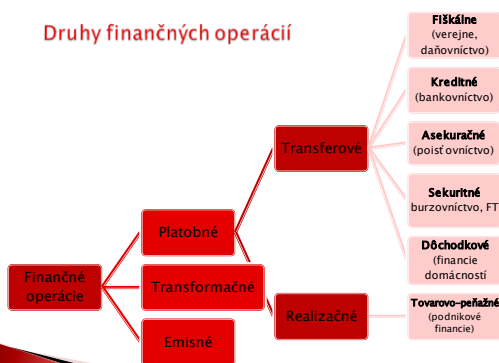 Druhy finančných operácií
Fiškálne
(verejne,
daňovníctvo)
Kreditné
(bankovníctvo)
Asekuračné
(poisťovníctvo)
Sekuritné
burzovníctvo, FT
Dôchodkové
(financie
domácností
Tovarovo-peňažné
(podnikové
financie)
Transferové
Realizačné
Platobné
Transformačné
Emisné
Finančné
operácie